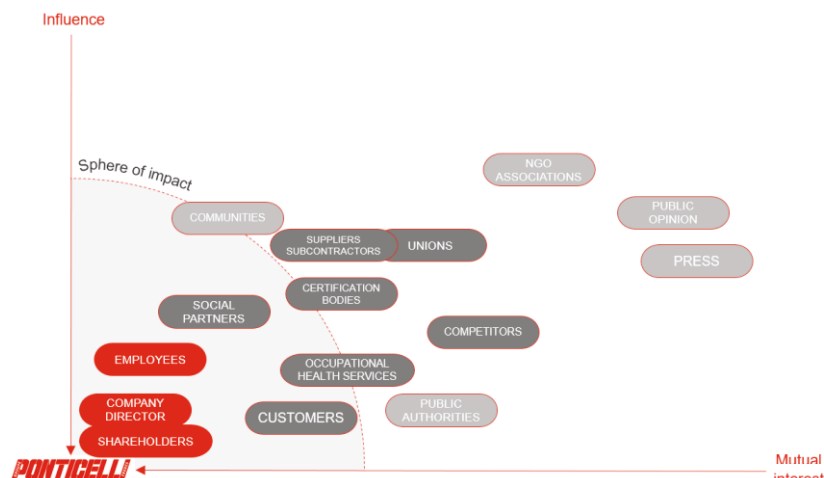 Influence
Sphere of impact
NGO
ASSOCIATIONS
COMMUNITIES
PUBLIC
OPINION
SUPPLIERS
SUBCONTRACTORS
UNIONS
PRESS
CERTIFICATION
BODIES
SOCIAL
PARTNERS
COMPETITORS
EMPLOYEES
OCCUPATIONAL
HEALTH SERVICES
COMPANY
DIRECTOR
CUSTOMERS
PUBLIC
AUTHORITIES
SHAREHOLDERS
PONTICELLI
Mutual
interest